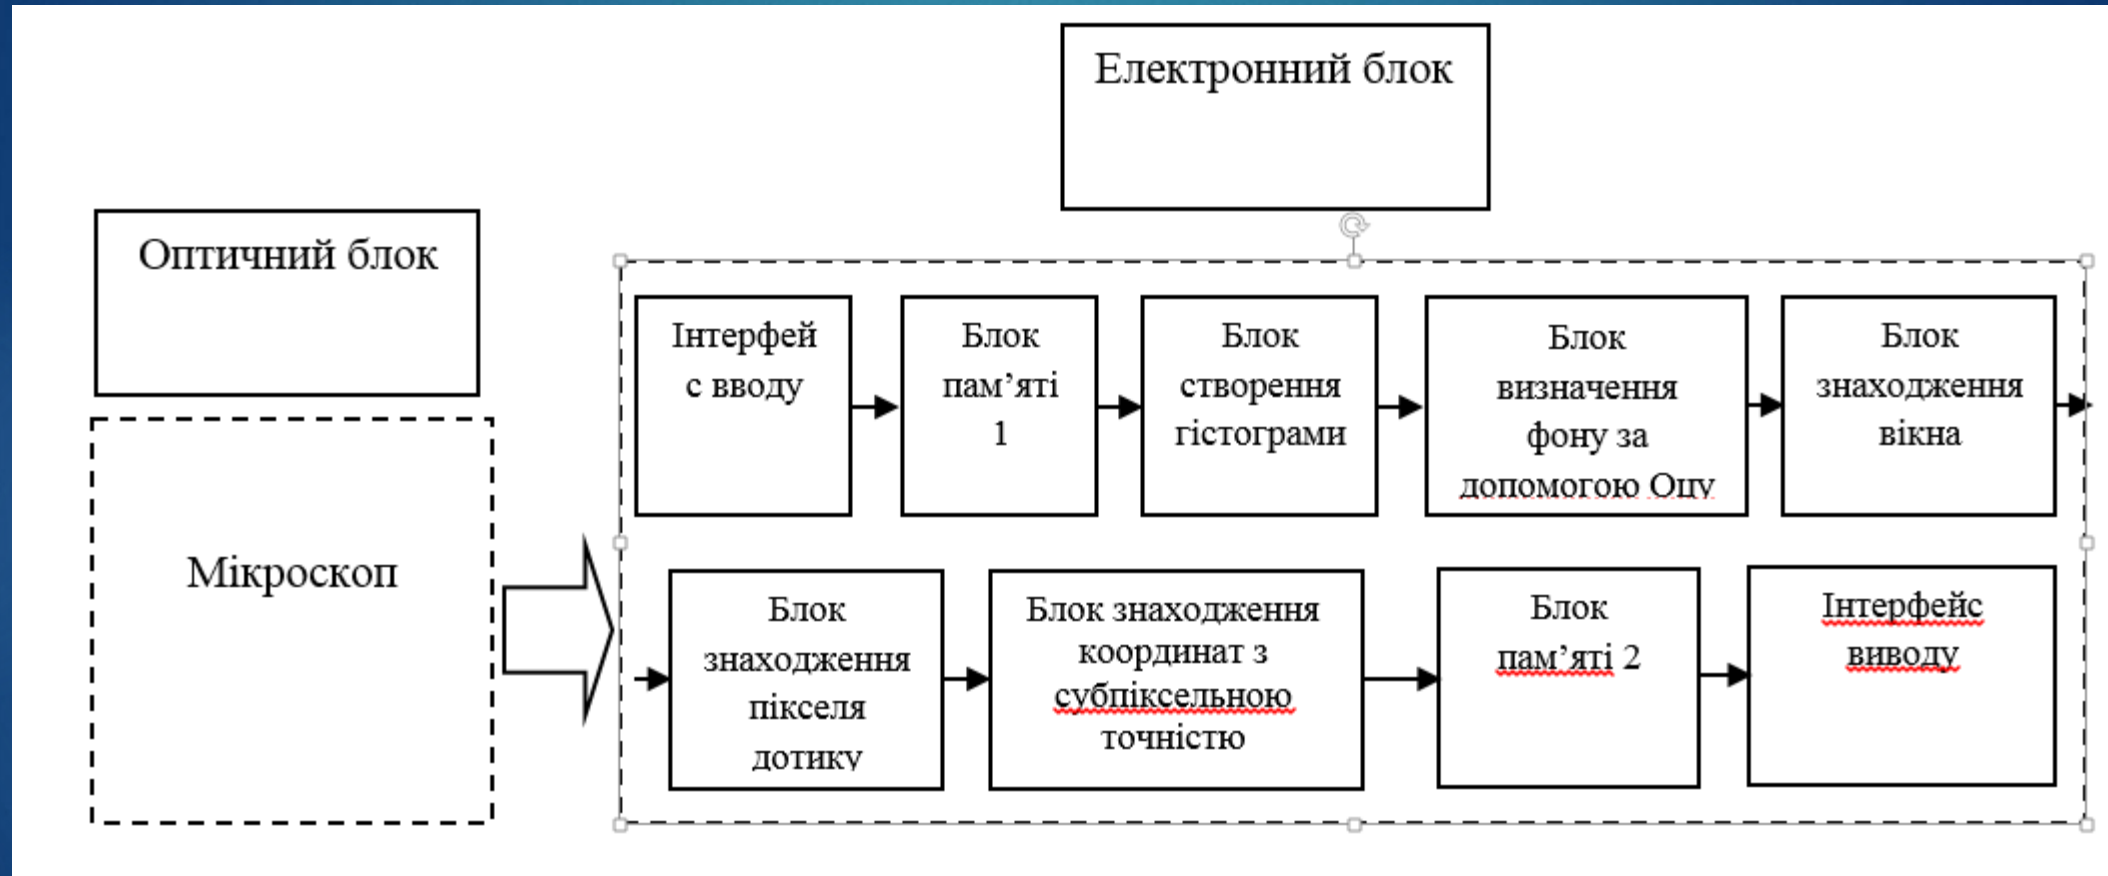 Електронний блок
Оптичний блок
Мікроскоп
Інтерфей
с вводу
Блок
пам’яті
1
Блок
створення
гістограми
Блок
визначення
фону за
допомогою Оцу
Блок
знаходження
вікна
Блок
знаходження
пікселя
дотику
Блок знаходження
координат з
субпіксельною
точністю
Блок
пам’яті 2
Інтерфейс
виводу